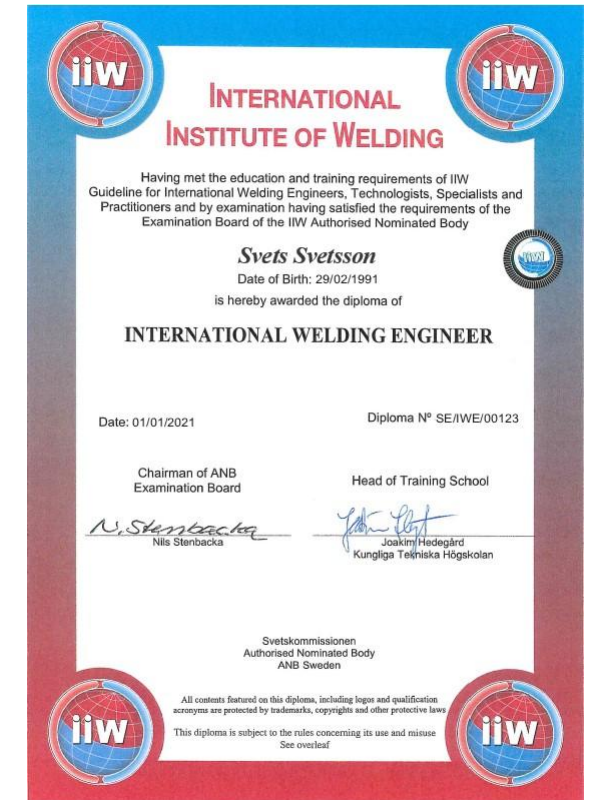 iiw
iiw
INTERNATIONAL
INSTITUTE OF WELDING
Having met the education and training requirements of IIW
Guideline for International Welding Engineers, Technologists, Specialists and
Practitioners and by examination having satisfied the requirements of the
Examination Board of the IIW Authorised Nominated Body
Svets Svetsson
Date of Birth: 29/02/1991
is hereby awarded the diploma of
INTERNATIONAL WELDING ENGINEER
Date: 01/01/2021
Diploma Nº SE/IWE/00123
Chairman of ANB
Examination Board
Head of Training School
N. Stenbacka
Nils Stenbacka
Joakim Hedegård
Kungliga Tekniska Högskolan
Svetskommissionen
Authorised Nominated Body
ANB Sweden
All contents featured on this diploma, including logos and qualification
acronyms are protected by trademarks, copyrights and other protective laws
This diploma is subject to the rules concerning its use and misuse
See overleaf
iiw
iiw